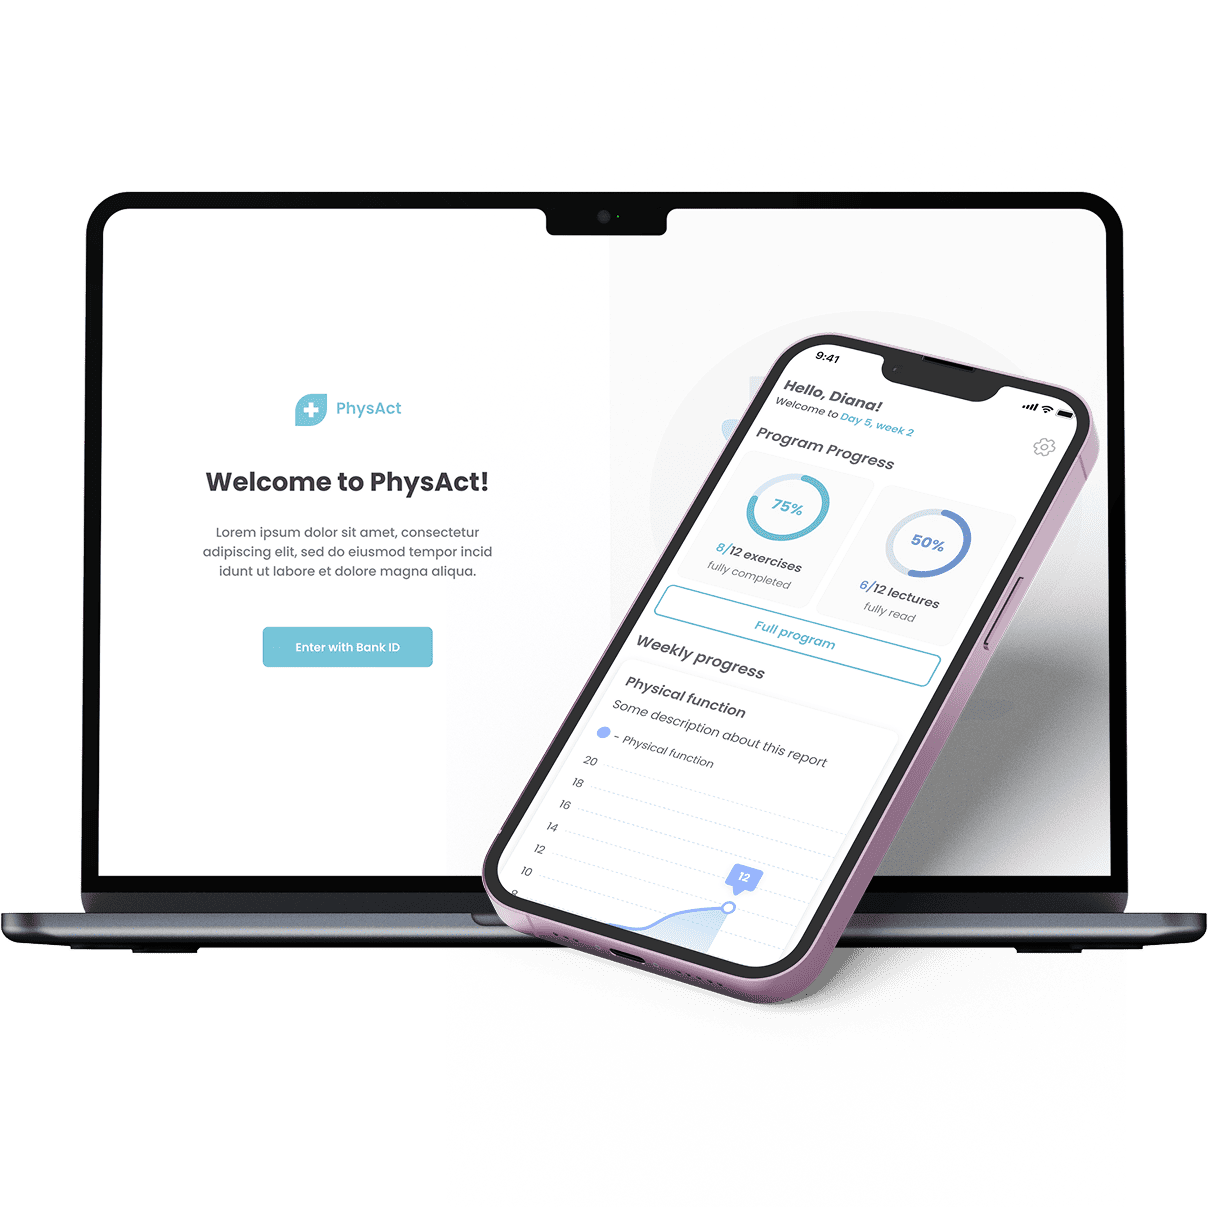 PhysAct
Welcome to PhysAct!
Lorem ipsum dolor sit amet, consectetur
adipiscing elit, sed do eiusmod tempor incid
idunt ut labore et dolore magna aliqua.
Enter with Bank ID
9:41
Hello, Diana!
Welcome to Day 5, week 2
Program Progress
75%
8/12 exercises
fully completed
50%
6/12 lectures
fully read
Full program
Weekly progress
Physical function
Some description about this report
- Physical function
20
18
16
14
12
10
8
12